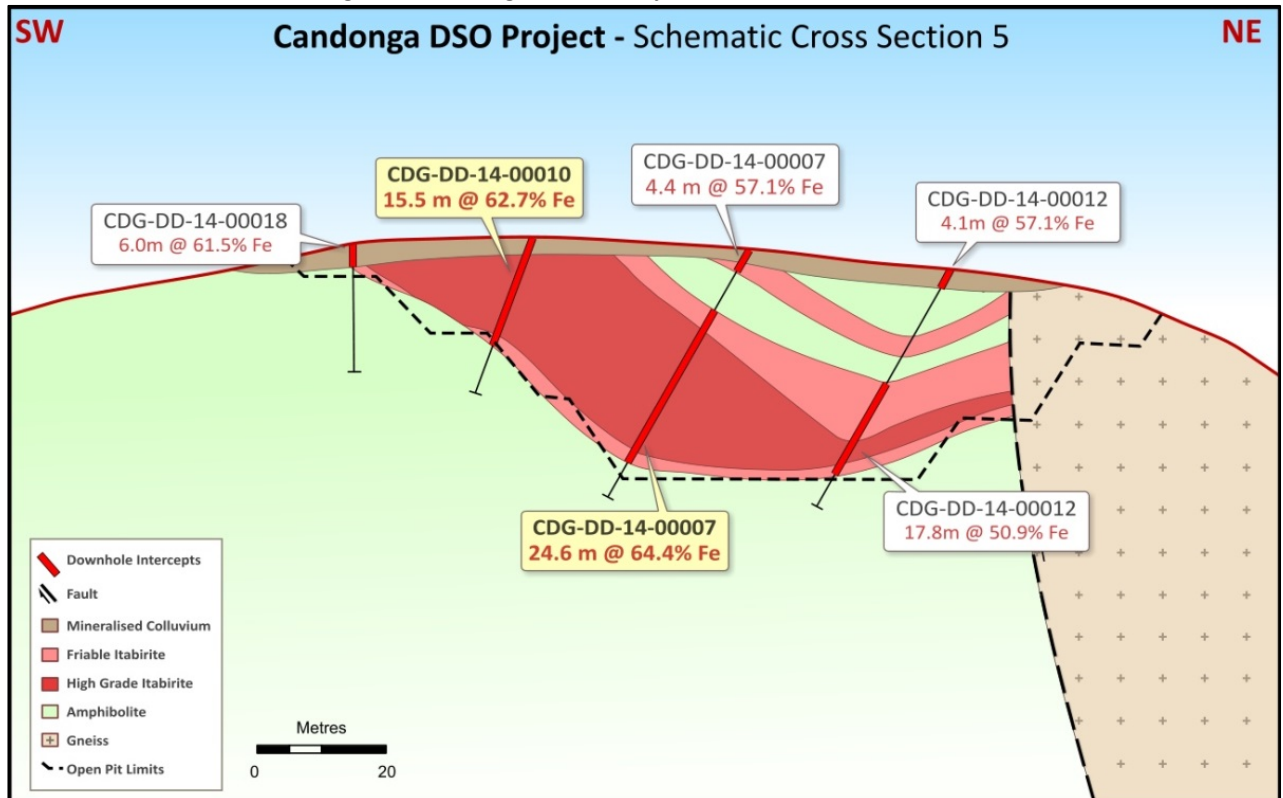 SW
Candonga DSO Project - Schematic Cross Section 5
NE
CDG-DD-14-00018
6.0m @ 61.5% Fe
CDG-DD-14-00010
15.5 m @ 62.7% Fe
CDG-DD-14-00007
4.4 m @ 57.1% Fe
CDG-DD-14-00012
4.1m @ 57.1% Fe
CDG-DD-14-00007
24.6 m @ 64.4% Fe
CDG-DD-14-00012
17.8m @ 50.9% Fe
Downhole Intercepts
Fault
Mineralised Colluvium
Friable Itabirite
High Grade Itabirite
Amphibolite
Gneiss
Open Pit Limits
Metres
0 20